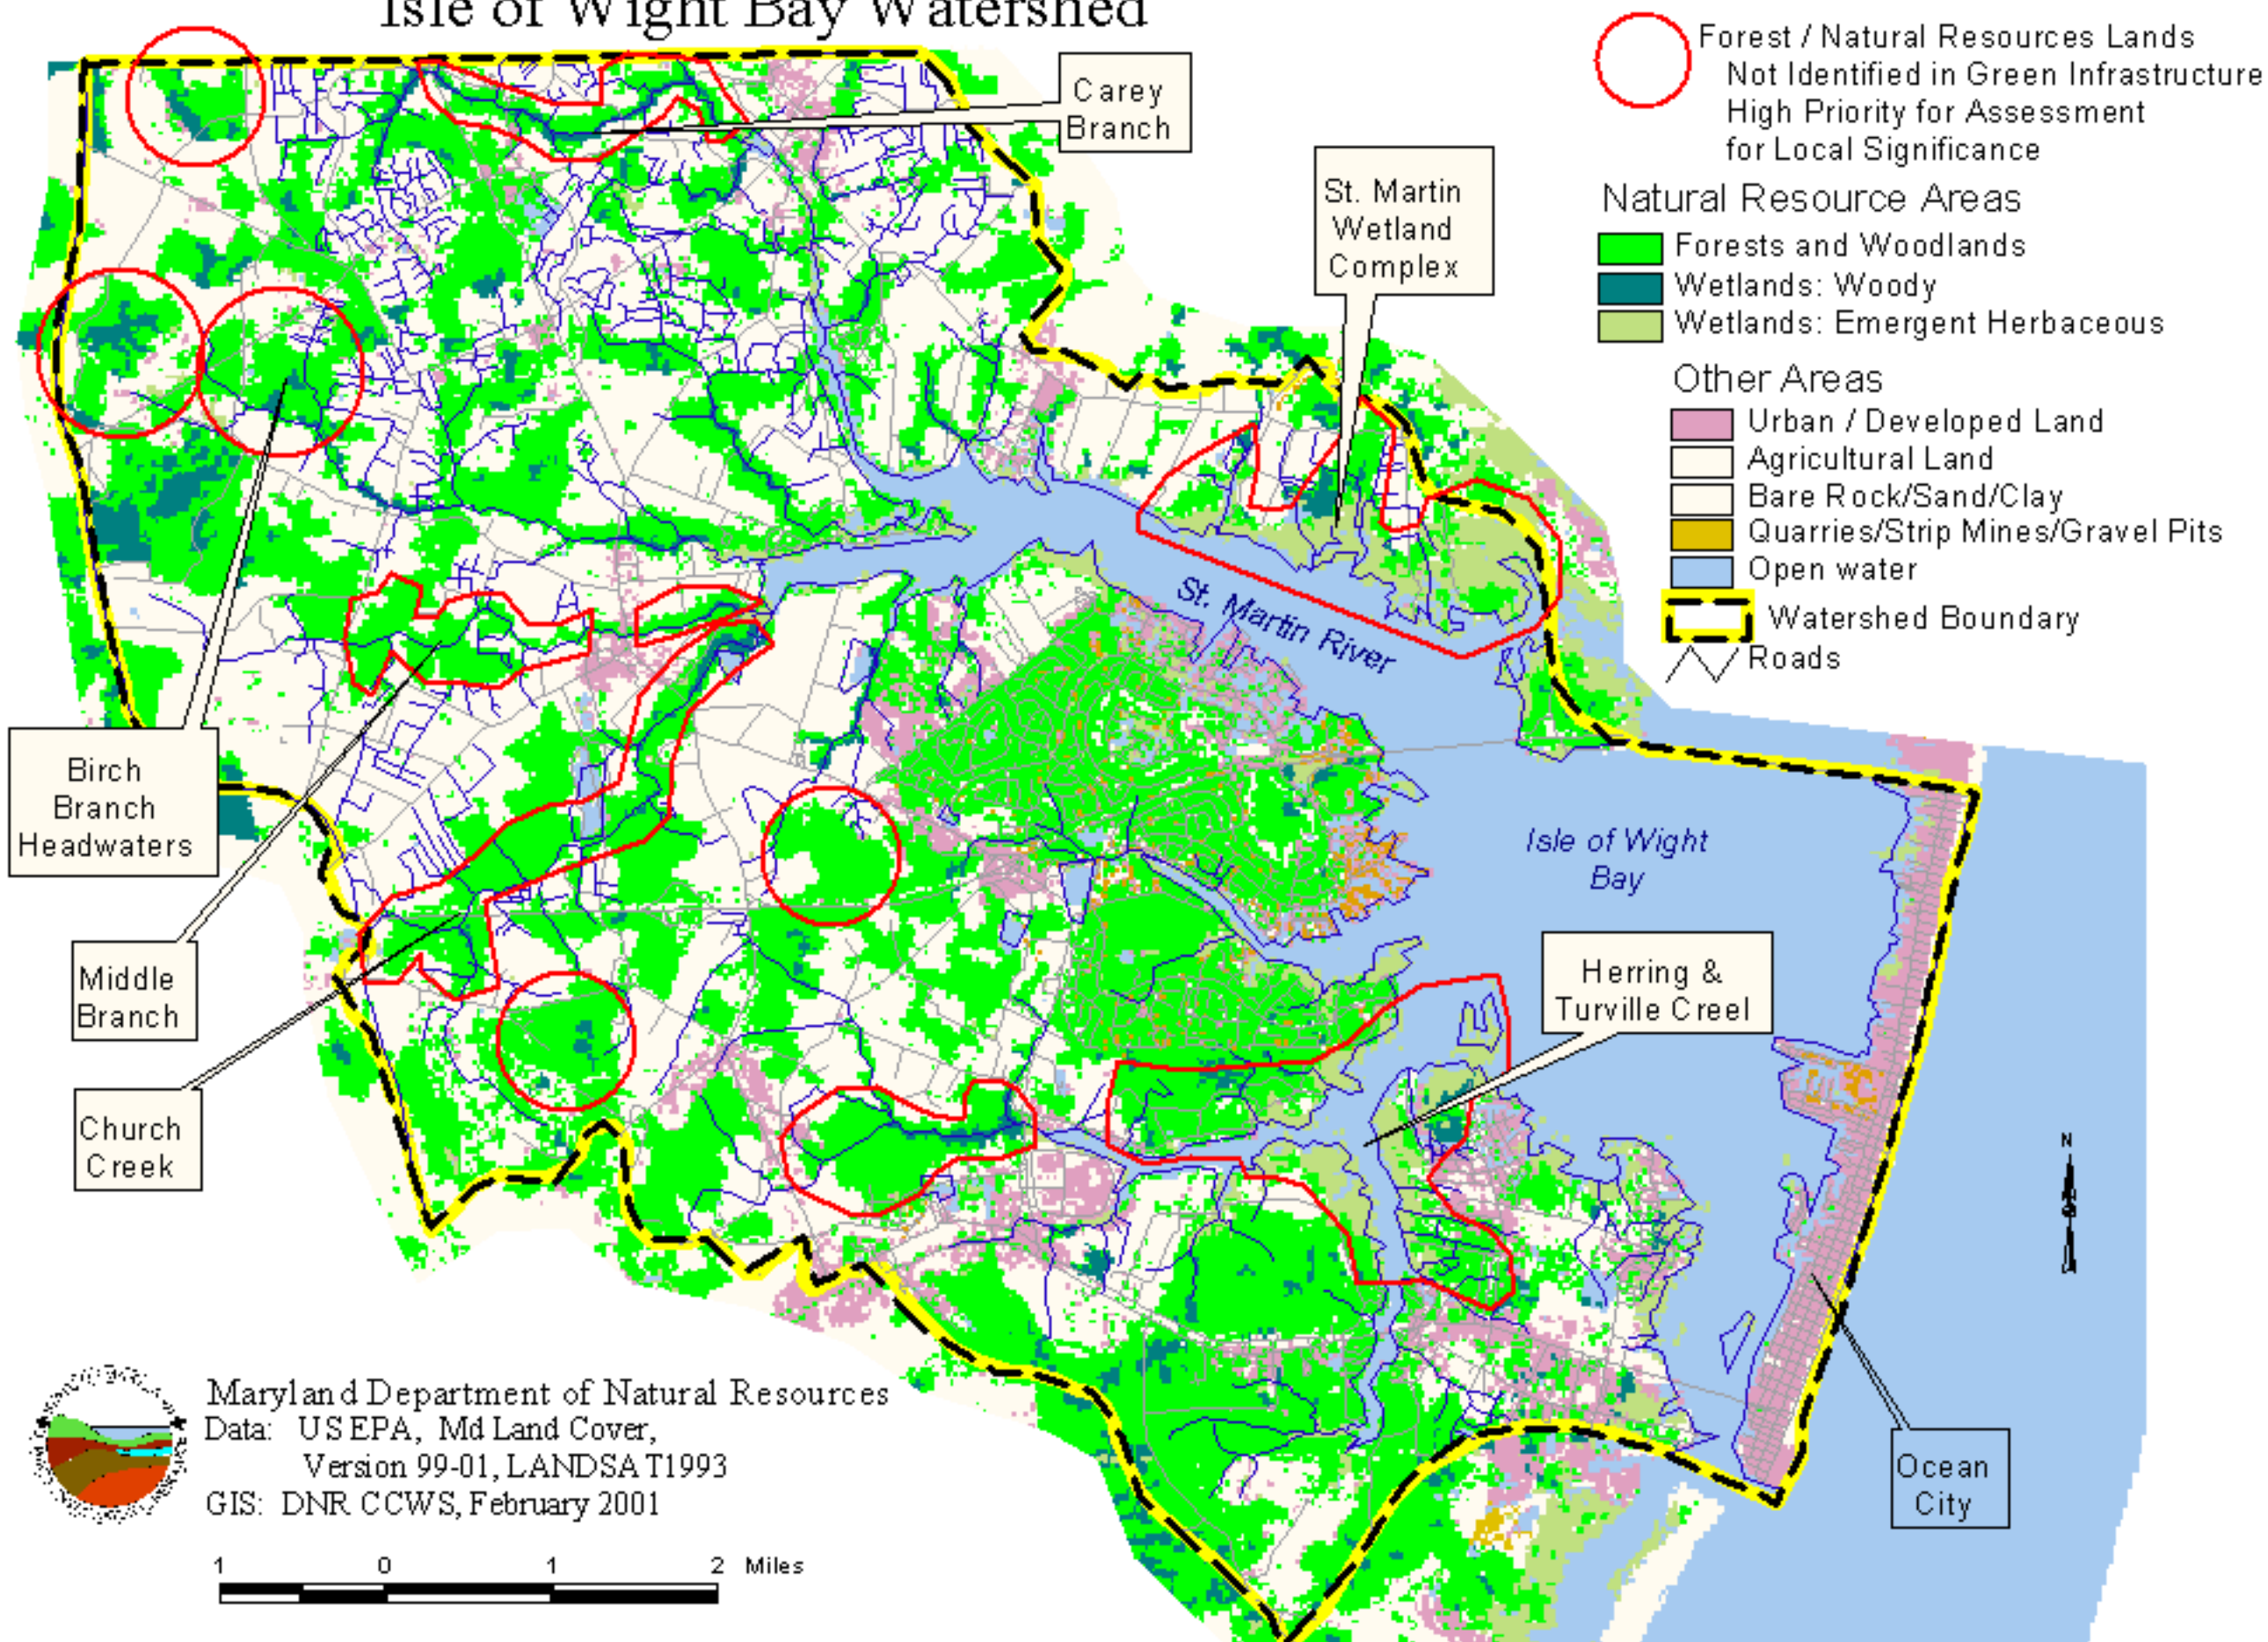 Isle of Wight Bay Watershed
Carey
Branch
St. Martin
Wetland
Complex
Forest / Natural Resources Lands
Not Identified in Green Infrastructure
High Priority for Assessment
for Local Significance
Natural Resource Areas
Forests and Woodlands
Wetlands: Woody
Wetlands: Emergent Herbaceous
Other Areas
Urban / Developed Land
Agricultural Land
Bare Rock/Sand/Clay
Quarries/Strip Mines/Gravel Pits
Open water
Watershed Boundary
Roads
St. Martin River
Birch
Branch
Headwaters
Isle of Wight
Bay
Middle
Branch
Herring &
Turville Creel
Church
Creek
N
Ocean
City
Maryland Department of Natural Resources
Data: US EPA, Md Land Cover,
Version 99-01, LANDSAT1993
GIS: DNR CCWS, February 2001
1 0 1 2 Miles